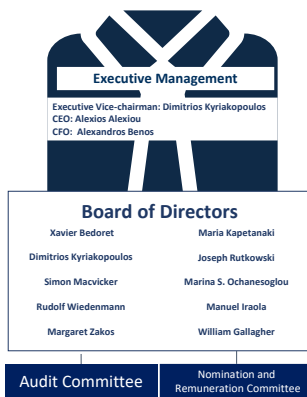 Executive Management
Executive Vice-chairman: Dimitrios Kyriakopoulos
CEO: Alexios Alexiou
CFO:  Alexandros Benos
Board of Directors
Xavier Bedoret
Dimitrios Kyriakopoulos
Simon Macvicker
Rudolf Wiedenmann
Margaret Zakos
Maria Kapetanaki
Joseph Rutkowski
Marina S. Ochanesoglou
Manuel Iraola
William Gallagher
Audit Committee
Nomination and
Remuneration Committee